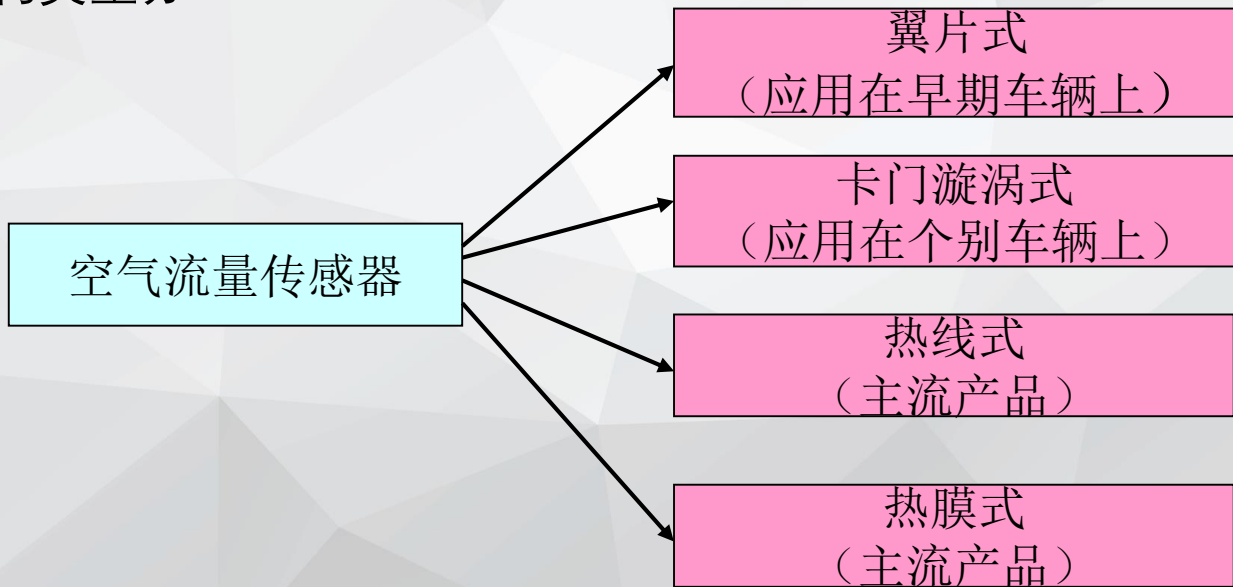 翼片式
（应用在早期车辆上）
卡门漩涡式
（应用在个别车辆上）
空气流量传感器
热线式
（主流产品）
热膜式
（主流产品）